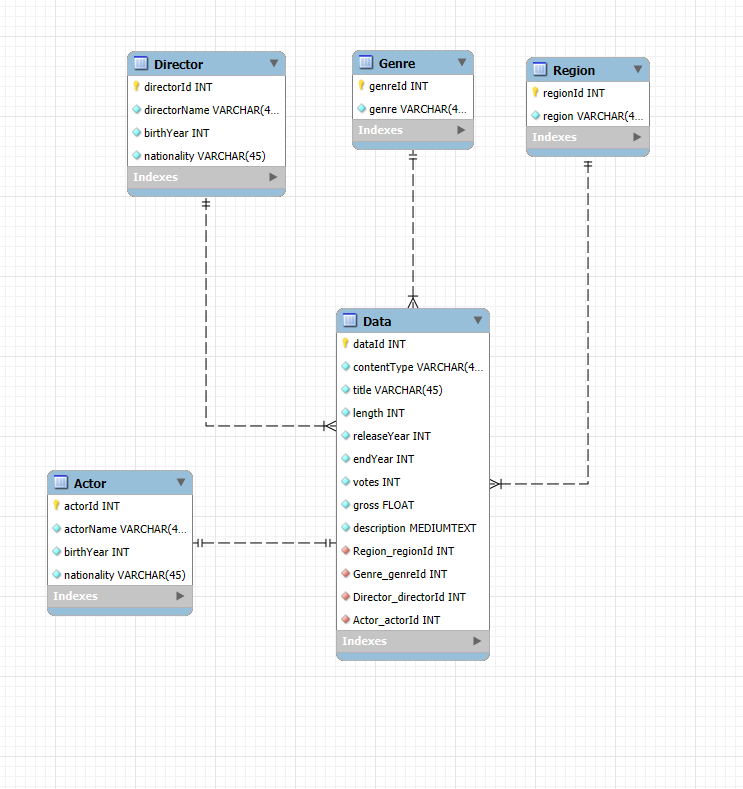 Director
directorId INT
directorName VARCHAR(4...
birthYear INT
nationality VARCHAR(45)
Indexes
Genre
genreId INT
genre VARCHAR(4...
Indexes
Region
regionId INT
region VARCHAR(4...
Indexes
Data
dataId INT
contentType VARCHAR(4...
title VARCHAR(45)
length INT
releaseYear INT
endYear INT
votes INT
gross FLOAT
description MEDIUMTEXT
Region_regionId INT
Genre_genreId INT
Director_directorId INT
Actor_actorId INT
Indexes
Actor
actorId INT
actorName VARCHAR(4...
birthYear INT
nationality VARCHAR(45)
Indexes